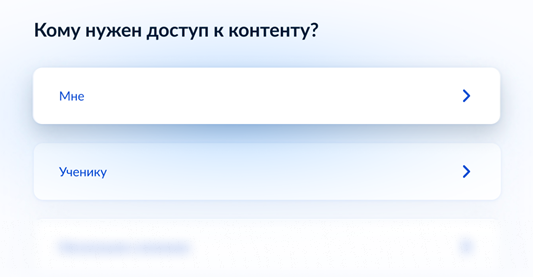 Кому нужен доступ к контенту?
Мне
Ученику